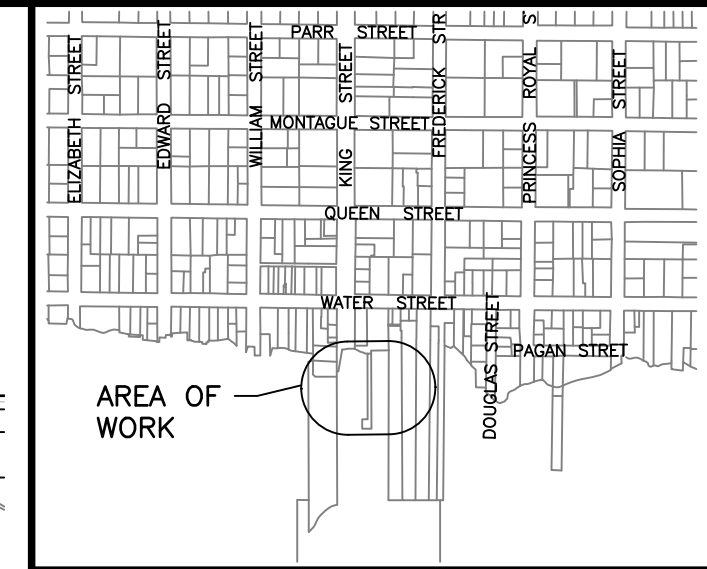 PARR STREET
ELIZABETH STREET
EDWARD STREET
WILLIAM STREET
KING STREET
FREDERICK STR
PRINCESS ROYAL S
SOPHIA STREET
MONTAGUE STREET
QUEEN STREET
WATER STREET
DOUGLAS STREET
PAGAN STRET
AREA OF
WORK